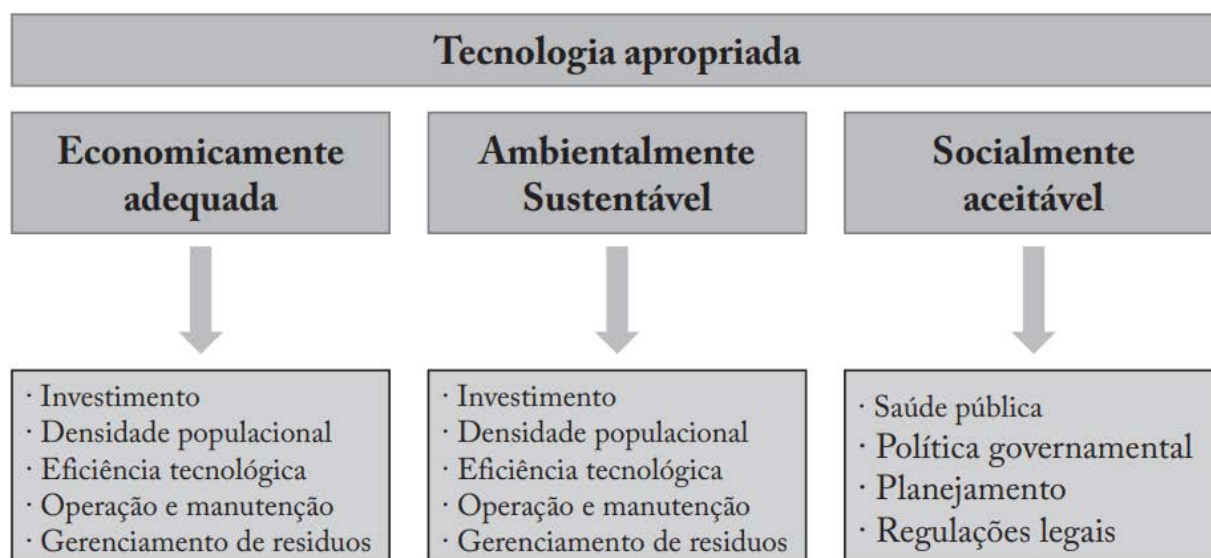 Tecnologia apropriada
Economicamente
adequada
· Investimento
· Densidade populacional
· Eficiência tecnológica
· Operação e manutenção
· Gerenciamento de residuos
Ambientalmente
Sustentável
· Investimento
· Densidade populacional
· Eficiência tecnológica
· Operação e manutenção
· Gerenciamento de residuos
Socialmente
aceitável
· Saúde pública
· Política governamental
· Planejamento
· Regulações legais